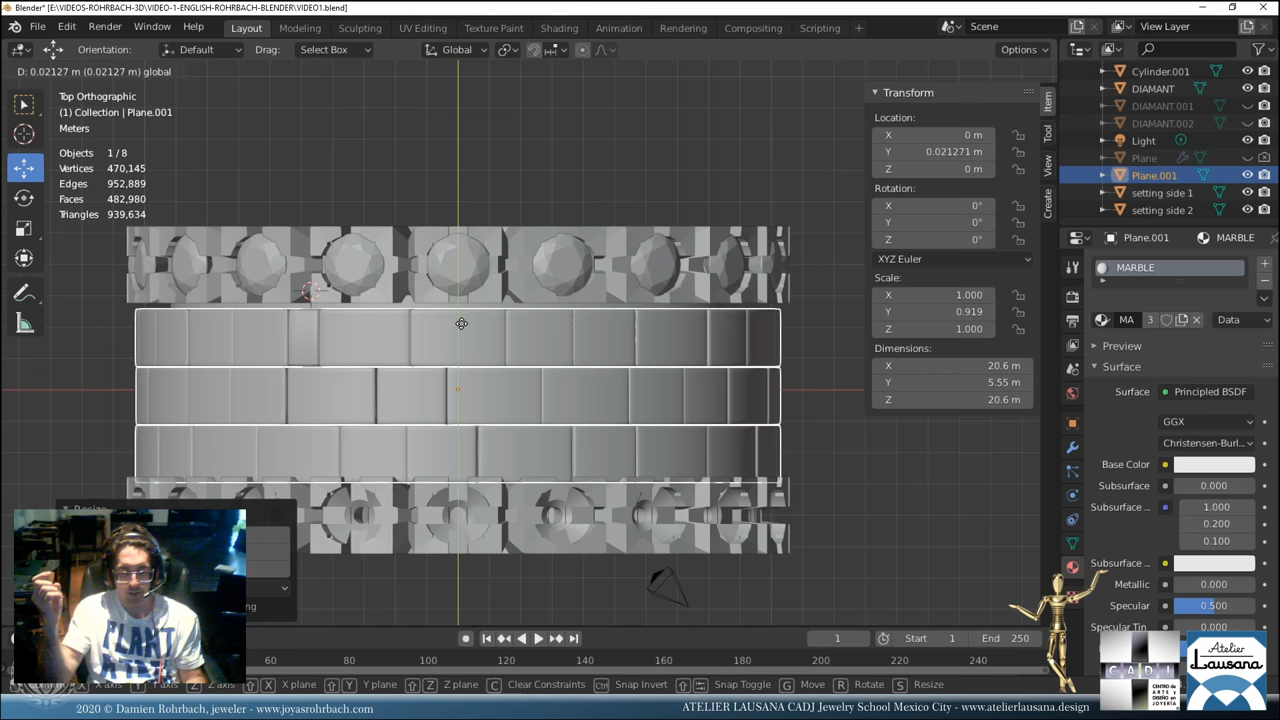 Blender* [E:\VIDEOS-ROHRBACH-3D\VIDEO-1-ENGLISH-ROHRBACH-BLENDER\VIDEO1.blend]
File Edit Render Window Help Layout Modeling Sculpting UV Editing Texture Paint Shading Animation Rendering Compositing Scripting Scene View Layer
Orientation: Default Drag: Select Box Global Options
D: 0.02127 m (0.02127 m) global
Top Orthographic
(1) Collection | Plane.001
Meters
Objects 1 / 8
Vertices 470,145
Edges 952,889
Faces 482,980
Triangles 939,634
Transform
Location:
X 0 m
Y 0.021271 m
Z 0 m
Rotation:
X 0°
Y 0°
Z 0°
XYZ Euler
Scale:
X 1.000
Y 0.919
Z 1.000
Dimensions:
X 20.6 m
Y 5.55 m
Z 20.6 m
Item
Tool
View
Create
Cylinder.001
DIAMANT
DIAMANT.001
DIAMANT.002
Light
Plane
Plane.001
setting side 1
setting side 2
Plane.001 MARBLE
MARBLE
MA 3 Data
Preview
Surface
Surface Principled BSDF
GGX
Christensen-Burl...
Base Color
Subsurface 0.000
Subsurface ... 1.000
0.200
0.100
Subsurface ...
Metallic 0.000
Specular 0.500
Specular Tin 0.000
Resize
PLANT
1 Start 1 End 250
60 80 100 120 140 160 180 200 220 240
X axis Y axis Z axis X plane Y plane Z plane Clear Constraints Snap Invert Snap Toggle G Move R Rotate S Resize
CADJ
CENTRO DE
ARTE Y
DISEÑO EN
JOYERÍA
Atelier
Lausana
2020 © Damien Rohrbach, jeweler - www.joyasrohrbach.com ATELIER LAUSANA CADJ Jewelry School Mexico City - www.atelierlausana.design